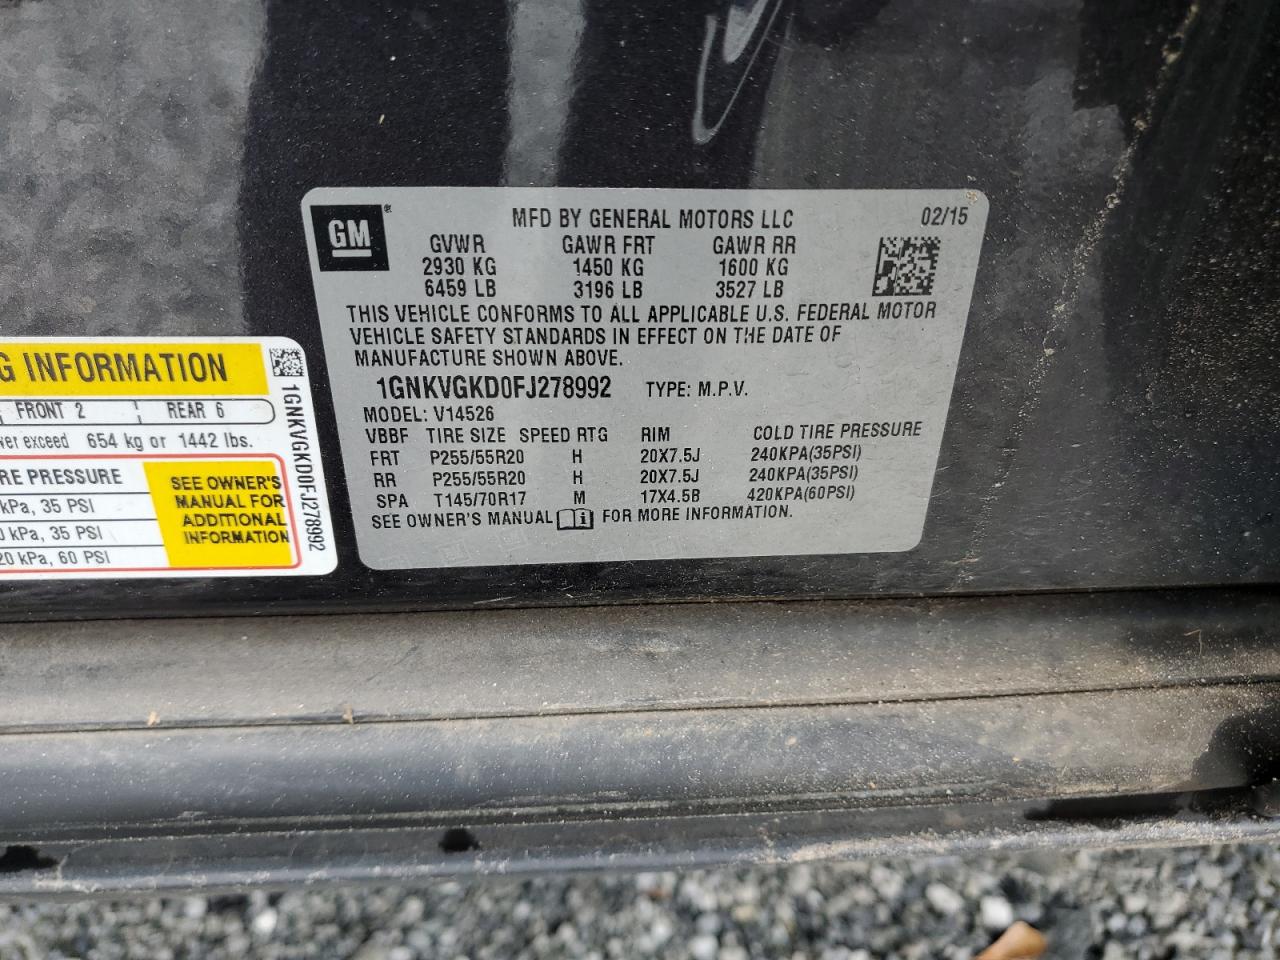 GM
MFD BY GENERAL MOTORS LLC 02/15
GVWR GAWR FRT GAWR RR
2930 KG 1450 KG 1600 KG
6459 LB 3196 LB 3527 LB
THIS VEHICLE CONFORMS TO ALL APPLICABLE U.S. FEDERAL MOTOR
VEHICLE SAFETY STANDARDS IN EFFECT ON THE DATE OF
MANUFACTURE SHOWN ABOVE.
1GNKVGKD0FJ278992 TYPE: M.P.V.
MODEL: V14526
VBBF TIRE SIZE SPEED RTG RIM COLD TIRE PRESSURE
FRT P255/55R20 H 20X7.5J 240KPA(35PSI)
RR P255/55R20 H 20X7.5J 240KPA(35PSI)
SPA T145/70R17 M 17X4.5B 420KPA(60PSI)
SEE OWNER'S MANUAL FOR MORE INFORMATION.
G INFORMATION
FRONT 2 REAR 6
exceed 654 kg or 1442 lbs.
RE PRESSURE
kPa, 35 PSI
0 kPa, 35 PSI
20 kPa, 60 PSI
SEE OWNER'S
MANUAL FOR
ADDITIONAL
INFORMATION
1GNKVGKD0FJ278992